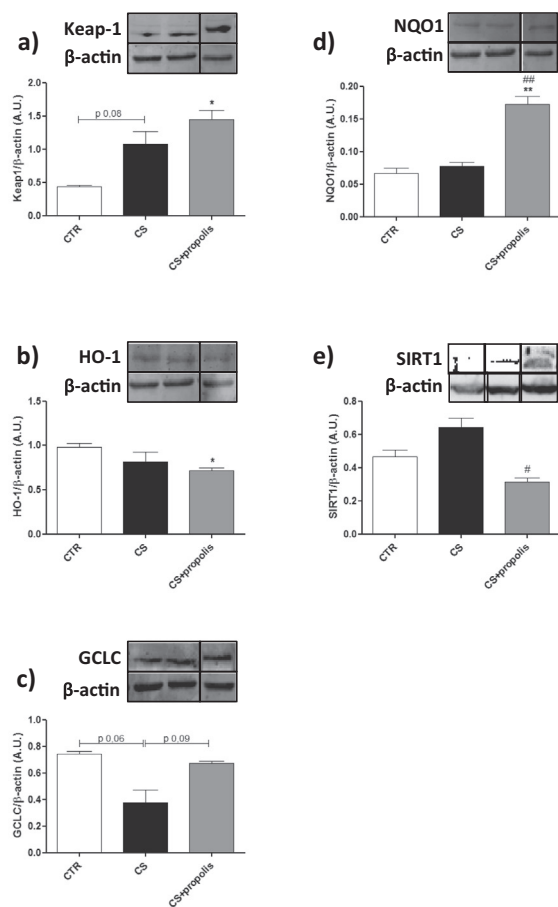 a)
Keap-1
β-actin
Keap1/β-actin (A.U.)
2.0
1.5
1.0
0.5
0.0
p 0,08
*
CTR
CS
CS+propolis
b)
HO-1
β-actin
HO-1/β-actin (A.U.)
1.5
1.0
0.5
0.0
*
CTR
CS
CS+propolis
c)
GCLC
β-actin
GCLC/β-actin (A.U.)
1.0
0.8
0.6
0.4
0.2
0.0
p 0,06
p 0,09
CTR
CS
CS+propolis
d)
NQO1
β-actin
NQO1/β-actin (A.U.)
0.20
0.15
0.10
0.05
0.00
##
**
CTR
CS
CS+propolis
e)
SIRT1
β-actin
SIRT1/β-actin (A.U.)
0.8
0.6
0.4
0.2
0.0
#
CTR
CS
CS+propolis